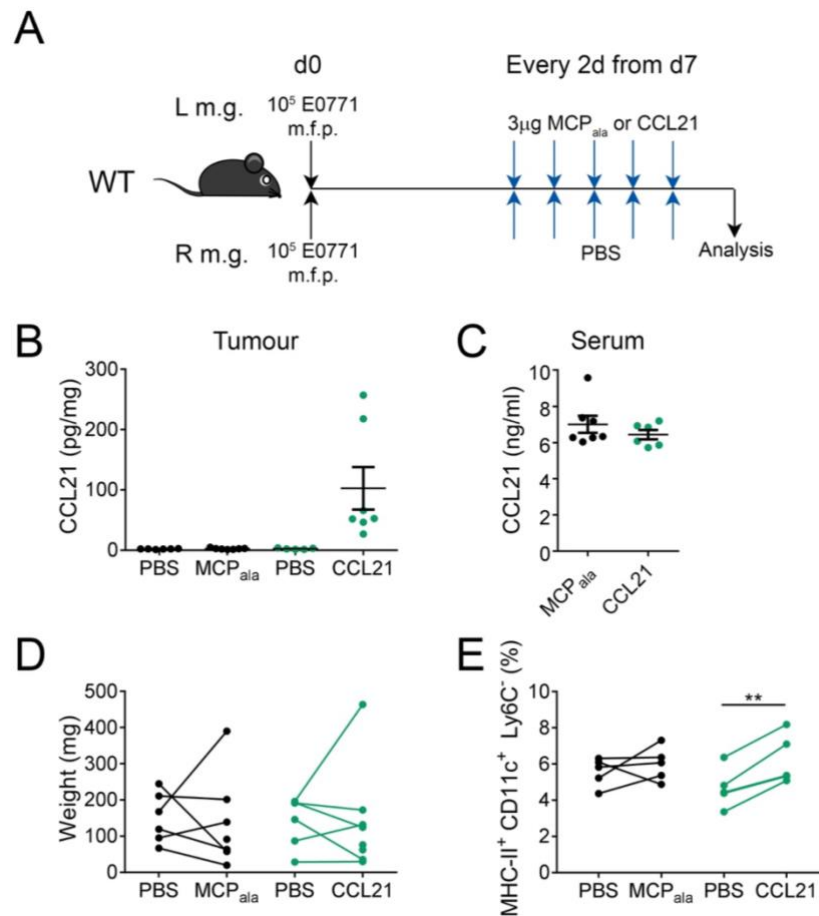 A
d0
Every 2d from d7
L m.g.
10⁵ E0771
m.f.p.
3µg MCPala or CCL21
WT
R m.g.
10⁵ E0771
m.f.p.
PBS
Analysis
B
Tumour
CCL21 (pg/mg)
300
200
100
0
PBS
MCPala
PBS
CCL21
C
Serum
CCL21 (ng/ml)
10
8
6
4
2
0
MCPala
CCL21
D
Weight (mg)
500
400
300
200
100
0
PBS
MCPala
PBS
CCL21
E
MHC-II⁺ CD11c⁺ Ly6C⁻ (%)
10
8
6
4
2
0
**
PBS
MCPala
PBS
CCL21